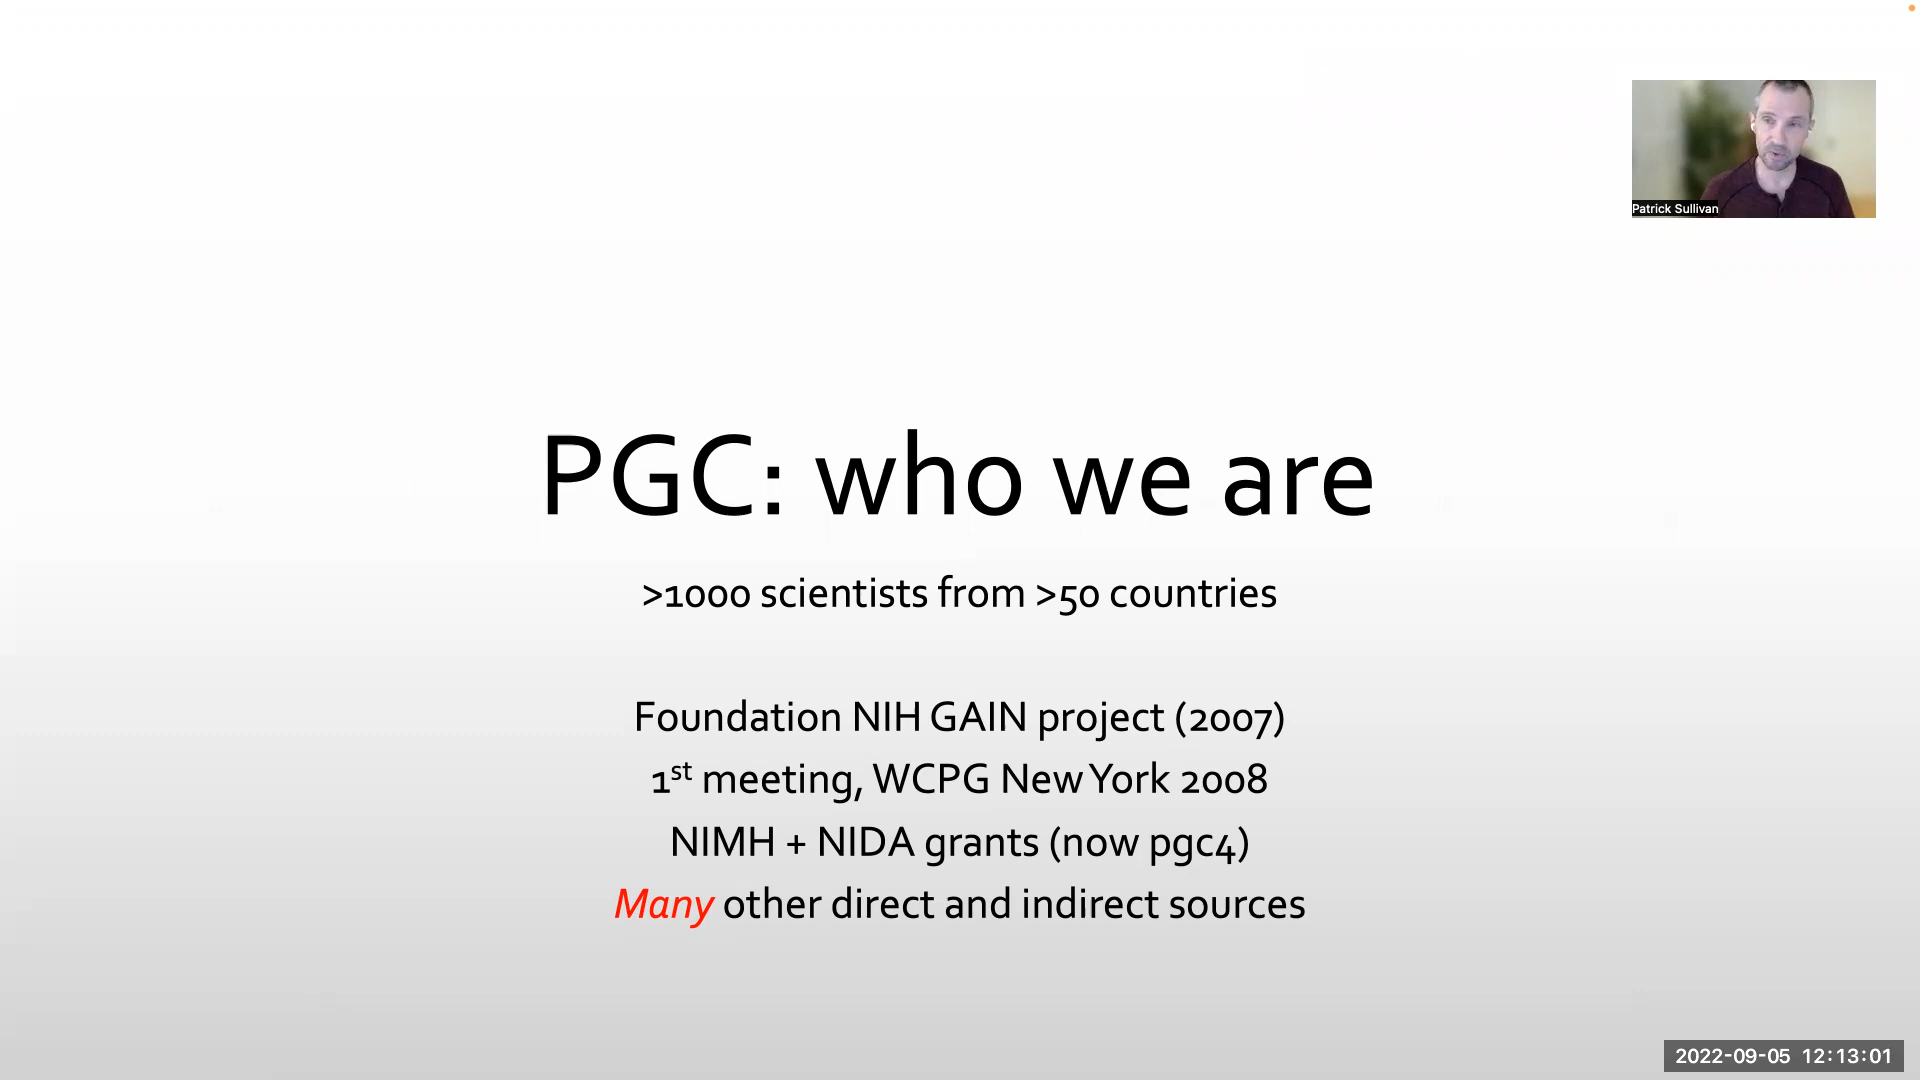 Patrick Sullivan
PGC: who we are
>1000 scientists from >50 countries
Foundation NIH GAIN project (2007)
1st meeting, WCPG New York 2008
NIMH + NIDA grants (now pgc4)
Many other direct and indirect sources
2022-09-05 12:13:01